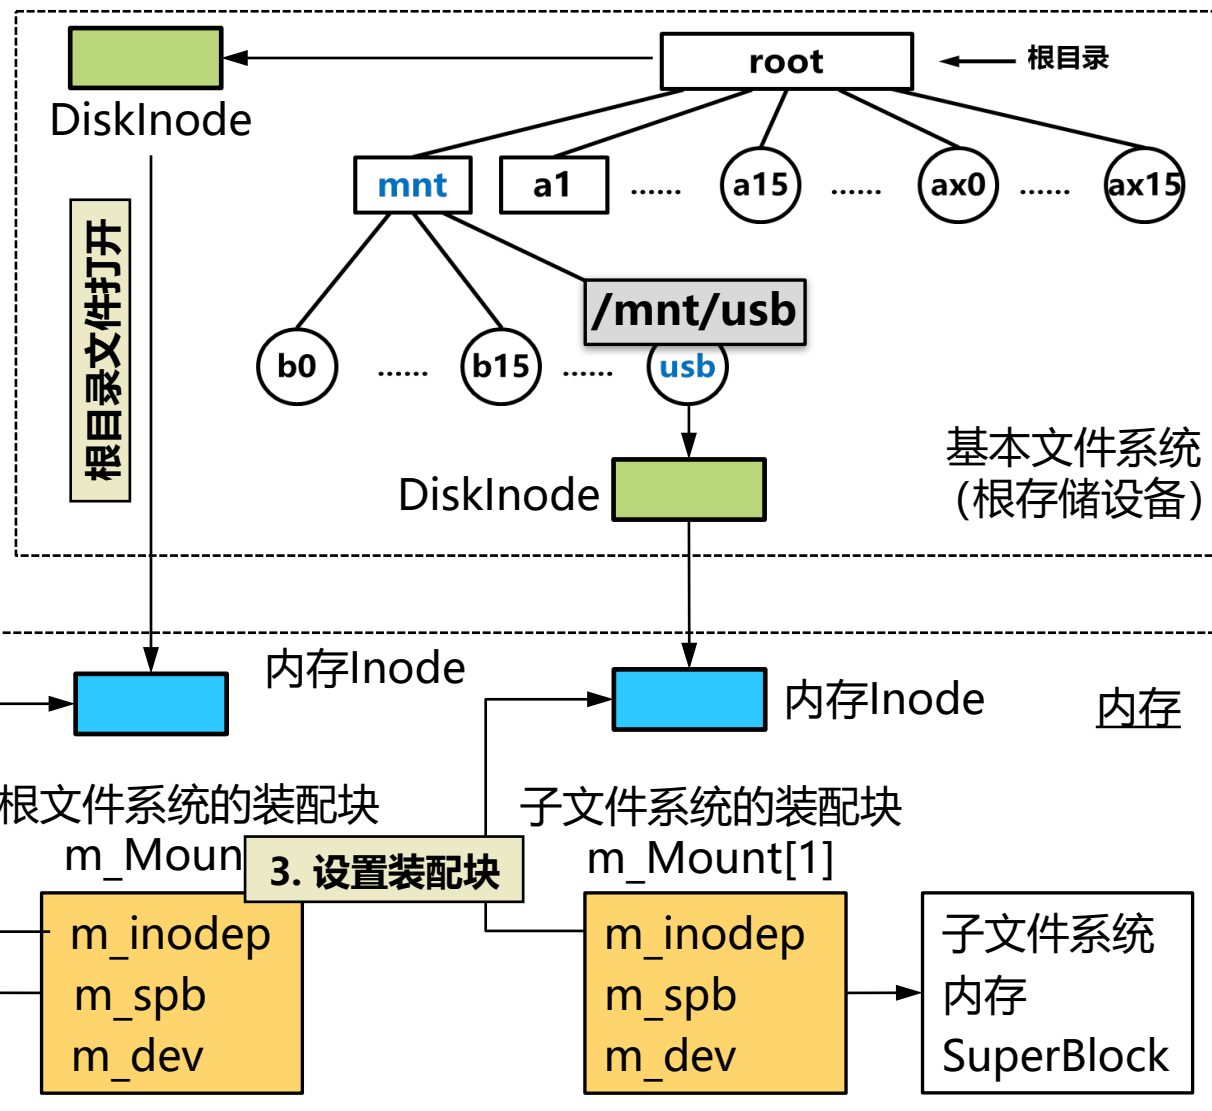 root
根目录
DiskInode
mnt
a1
......
a15
......
ax0
......
ax15
根目录文件打开
/mnt/usb
b0
......
b15
......
usb
DiskInode
基本文件系统
（根存储设备）
内存Inode
内存Inode
内存
根文件系统的装配块
m_Moun
3. 设置装配块
子文件系统的装配块
m_Mount[1]
m_inodep
m_spb
m_dev
m_inodep
m_spb
m_dev
子文件系统
内存
SuperBlock